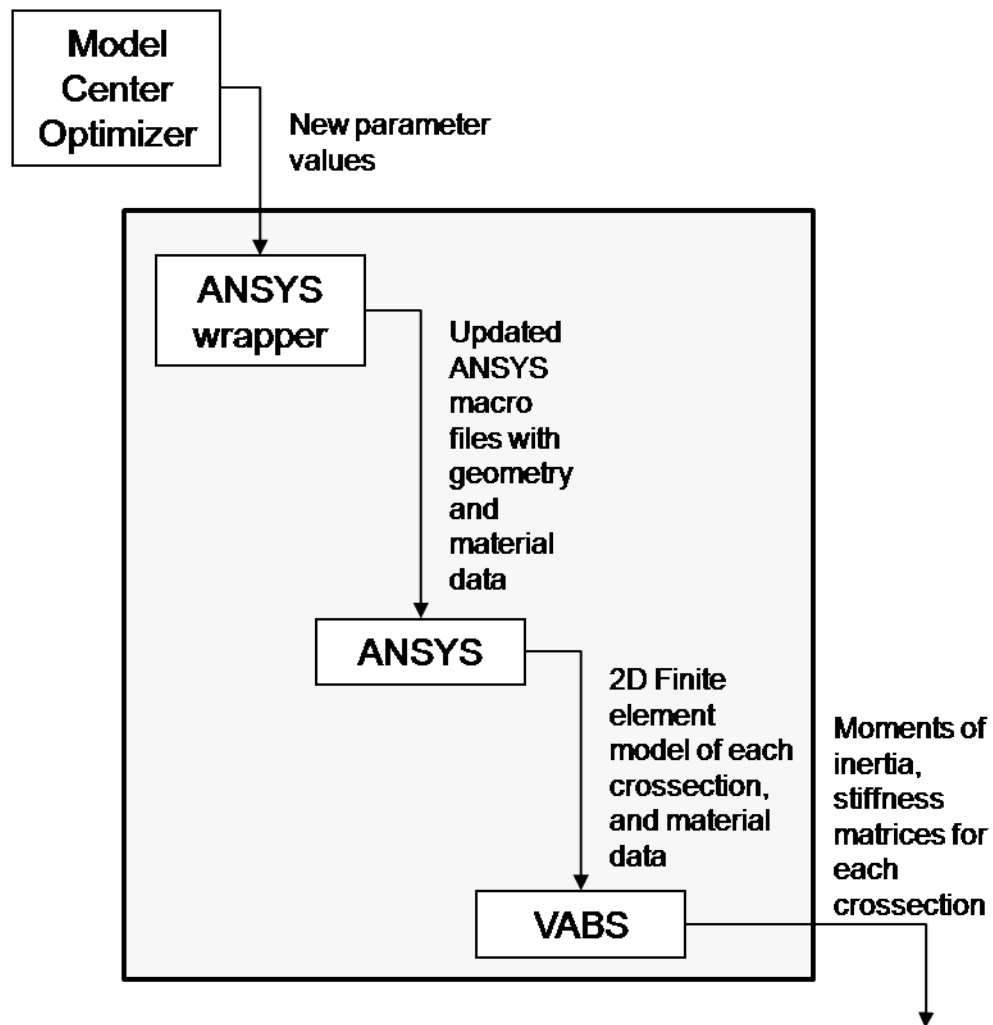 Model
Center
Optimizer
New parameter
values
ANSYS
wrapper
Updated
ANSYS
macro
files with
geometry
and
material
data
ANSYS
2D Finite
element
model of each
crossection,
and material
data
Moments of
inertia,
stiffness
matrices for
each
crossection
VABS